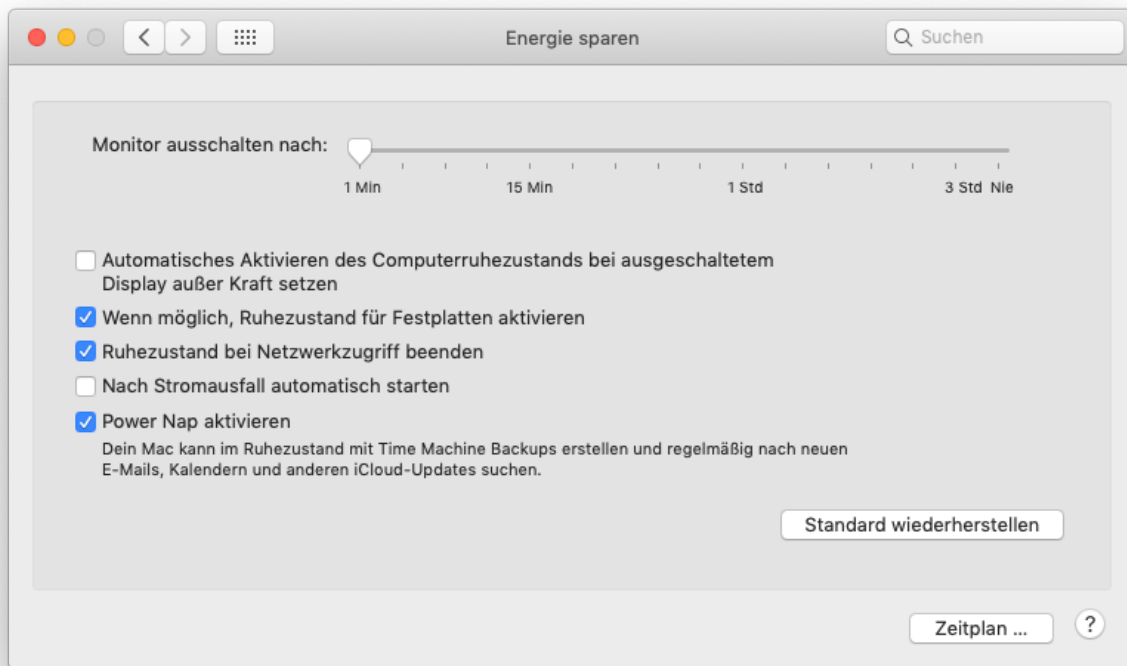 Energie sparen
Suchen
Monitor ausschalten nach:
1 Min 15 Min 1 Std 3 Std Nie
Automatisches Aktivieren des Computerruhezustands bei ausgeschaltetem
Display außer Kraft setzen
Wenn möglich, Ruhezustand für Festplatten aktivieren
Ruhezustand bei Netzwerkzugriff beenden
Nach Stromausfall automatisch starten
Power Nap aktivieren
Dein Mac kann im Ruhezustand mit Time Machine Backups erstellen und regelmäßig nach neuen
E-Mails, Kalendern und anderen iCloud-Updates suchen.
Standard wiederherstellen
Zeitplan ...
?